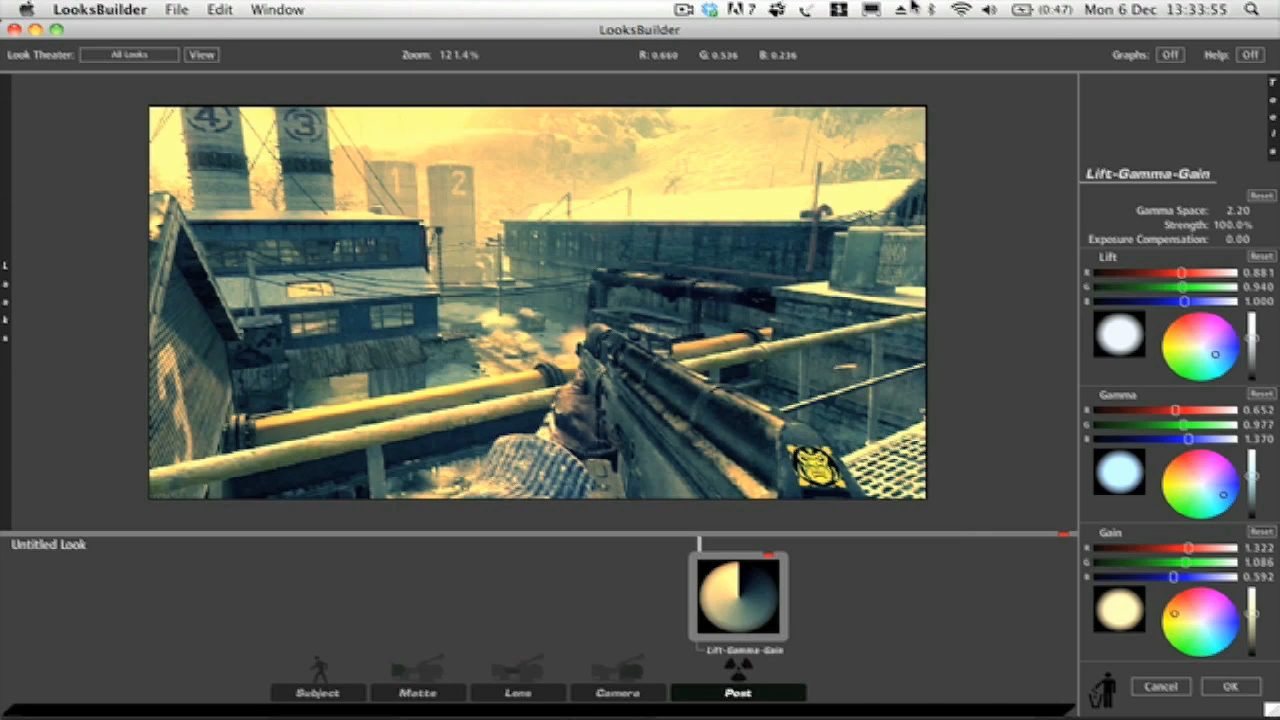 LooksBuilder File Edit Window 7 (0:47) Mon 6 Dec 13:33:55
LooksBuilder
Look Theater: All Looks View Zoom: 121.4% R: 0.660 G: 0.536 B: 0.236 Graphs: Off Help: Off
Tools
4 3
1 2
Looks
Lift-Gamma-Gain
Reset
Gamma Space: 2.20
Strength: 100.0%
Exposure Compensation: 0.00
Lift Reset
R 0.881
G 0.940
B 1.000
Gamma Reset
R 0.652
G 0.977
B 1.370
Gain Reset
R 1.322
G 1.086
B 0.592
Untitled Look
Lift-Gamma-Gain
Subject Matte Lens Camera Post
Cancel OK